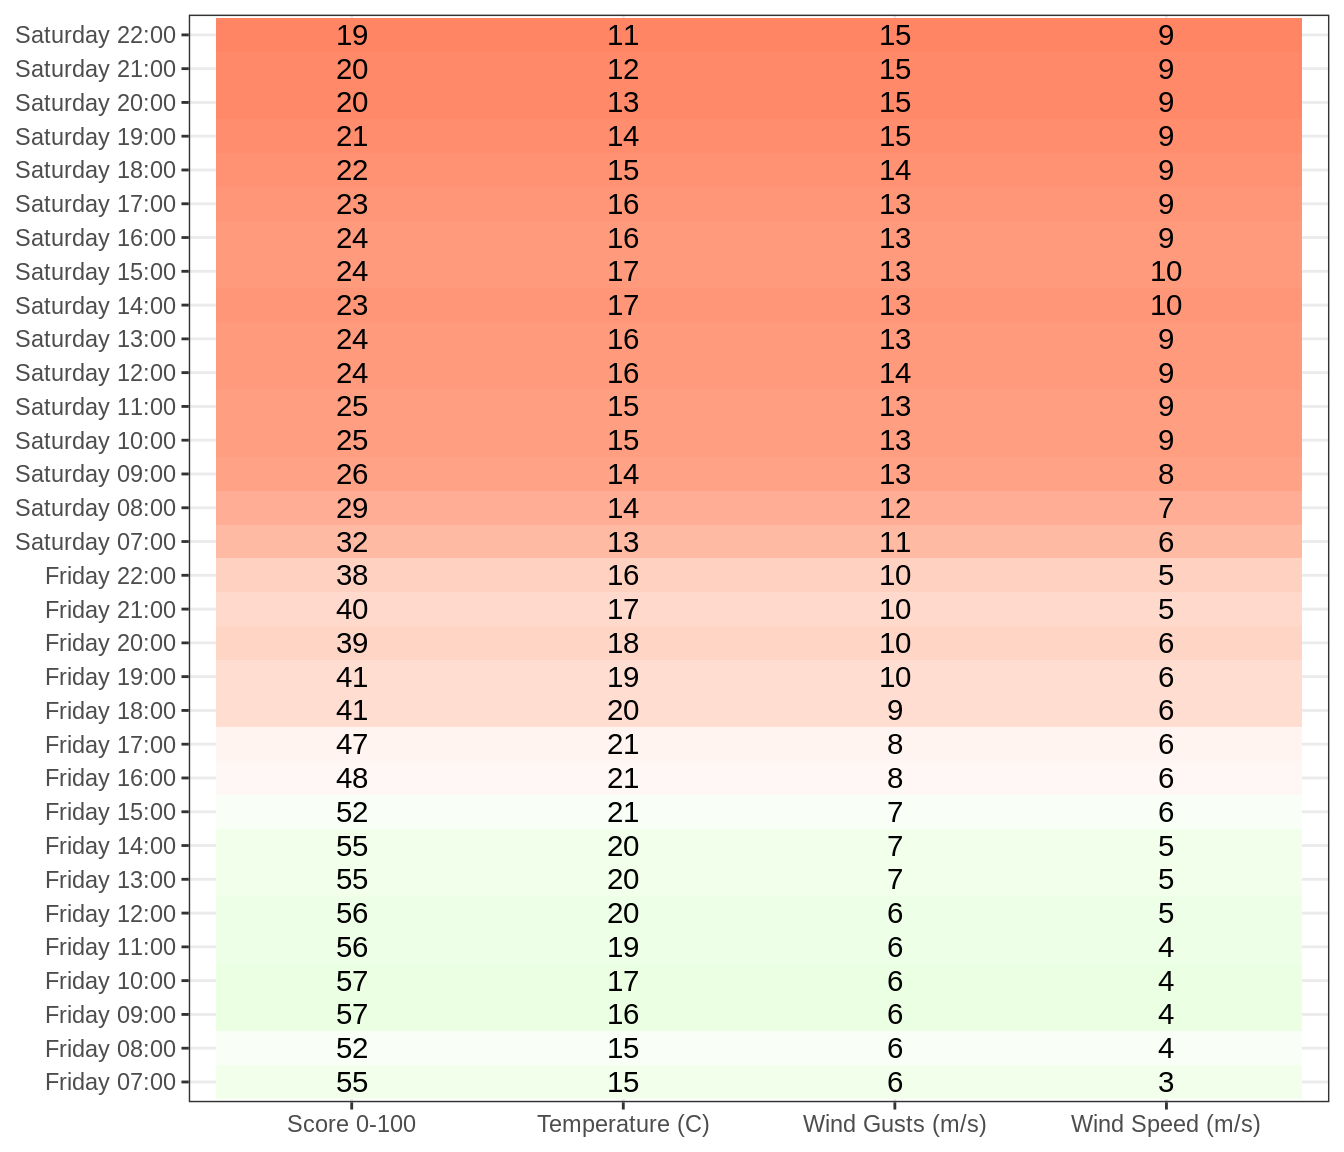 Saturday 22:00 19 11 15 9
Saturday 21:00 20 12 15 9
Saturday 20:00 20 13 15 9
Saturday 19:00 21 14 15 9
Saturday 18:00 22 15 14 9
Saturday 17:00 23 16 13 9
Saturday 16:00 24 16 13 9
Saturday 15:00 24 17 13 10
Saturday 14:00 23 17 13 10
Saturday 13:00 24 16 13 9
Saturday 12:00 24 16 14 9
Saturday 11:00 25 15 13 9
Saturday 10:00 25 15 13 9
Saturday 09:00 26 14 13 8
Saturday 08:00 29 14 12 7
Saturday 07:00 32 13 11 6
Friday 22:00 38 16 10 5
Friday 21:00 40 17 10 5
Friday 20:00 39 18 10 6
Friday 19:00 41 19 10 6
Friday 18:00 41 20 9 6
Friday 17:00 47 21 8 6
Friday 16:00 48 21 8 6
Friday 15:00 52 21 7 6
Friday 14:00 55 20 7 5
Friday 13:00 55 20 7 5
Friday 12:00 56 20 6 5
Friday 11:00 56 19 6 4
Friday 10:00 57 17 6 4
Friday 09:00 57 16 6 4
Friday 08:00 52 15 6 4
Friday 07:00 55 15 6 3
Score 0-100 Temperature (C) Wind Gusts (m/s) Wind Speed (m/s)